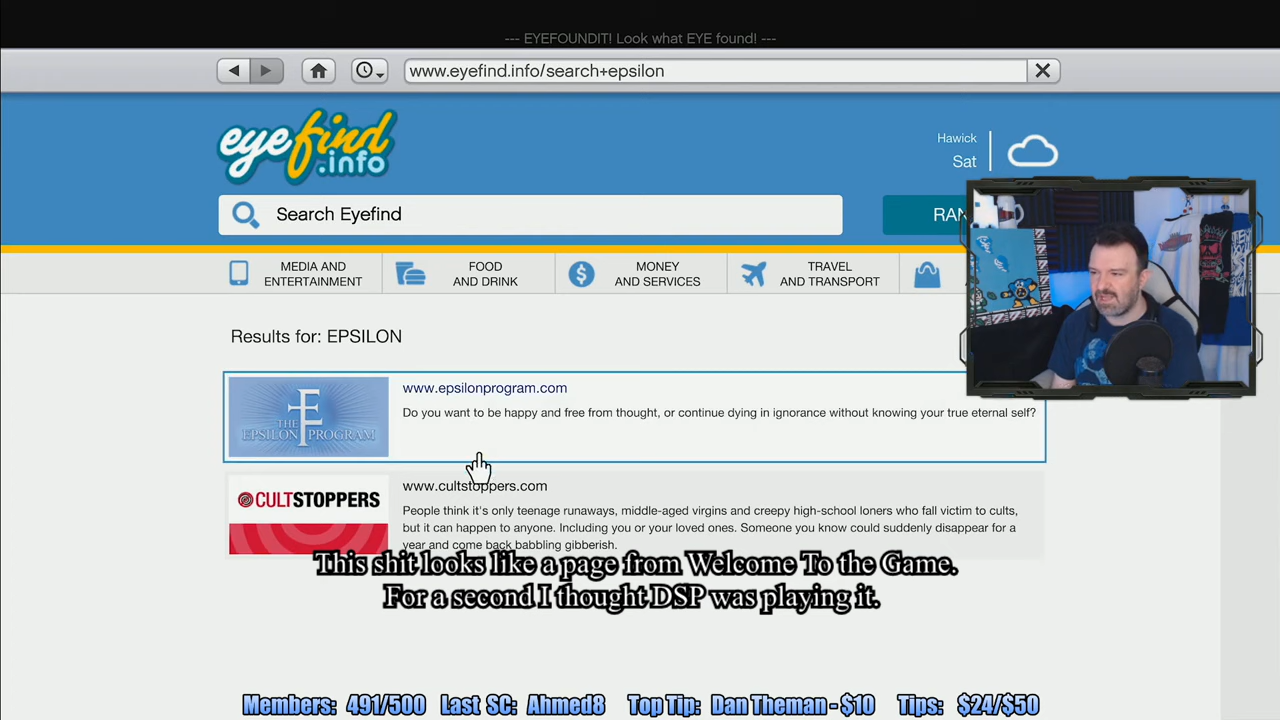 --- EYEFOUNDIT! Look what EYE found! ---
www.eyefind.info/search+epsilon
eyefind
.info
Hawick
Sat
Search Eyefind
RAN
MEDIA AND
ENTERTAINMENT
FOOD
AND DRINK
MONEY
AND SERVICES
TRAVEL
AND TRANSPORT
Results for: EPSILON
THE
EPSILON PROGRAM
www.epsilonprogram.com
Do you want to be happy and free from thought, or continue dying in ignorance without knowing your true eternal self?
CULTSTOPPERS
www.cultstoppers.com
People think it's only teenage runaways, middle-aged virgins and creepy high-school loners who fall victim to cults,
but it can happen to anyone. Including you or your loved ones. Someone you know could suddenly disappear for a
year and come back babbling gibberish.
This shit looks like a page from Welcome To the Game.
For a second I thought DSP was playing it.
Members: 491/500 Last SC: Ahmed8 Top Tip: Dan Theman - $10 Tips: $24/$50